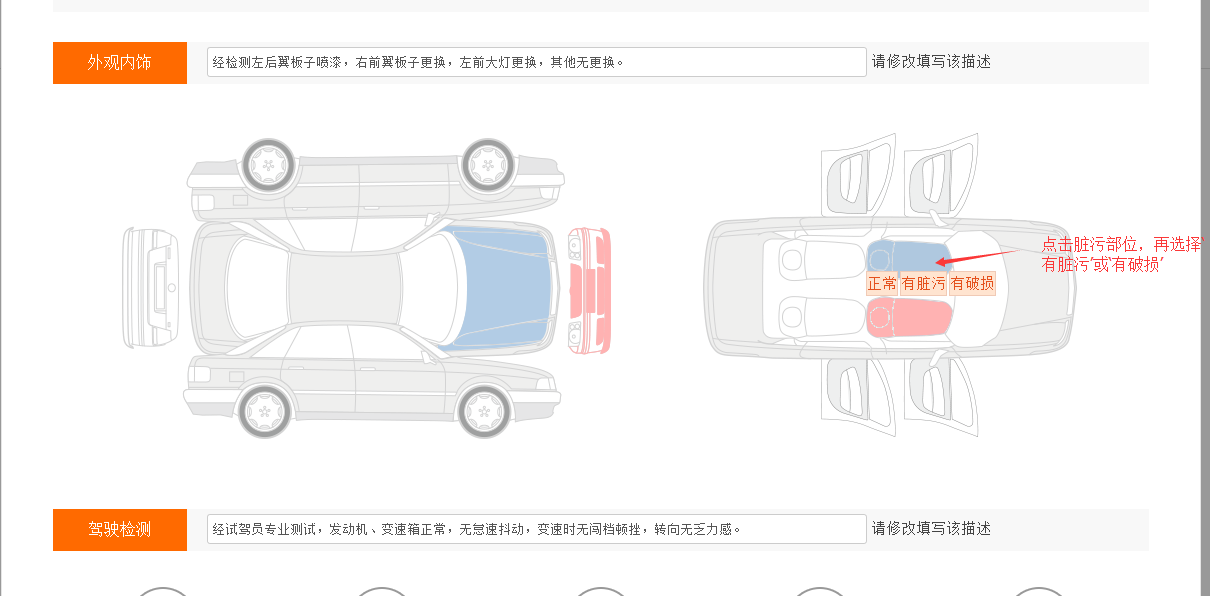 外观内饰
经检测左后翼板子喷漆，右前翼板子更换，左前大灯更换，其他无更换。
请修改填写该描述
点击脏污部位，再选择'
有脏污'或'有破损'
正常
有脏污
有破损
驾驶检测
经试驾员专业测试，发动机、变速箱正常，无怠速抖动，变速时无闯档顿挫，转向无乏力感。
请修改填写该描述